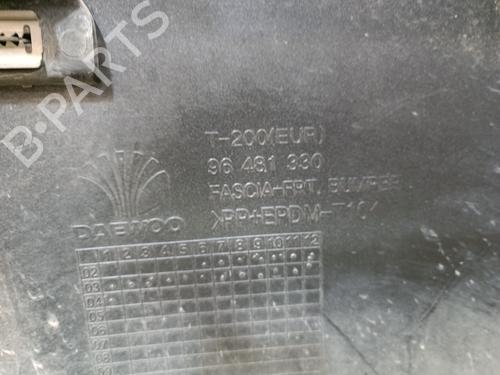 B-PARTS
T-200(EUR)
96 481 330
FASCIA-FRT, BUMPER
>PP+EPDM-T10<
DAEWOO
A 1 2 3 4 5 6 7 8 9 10 11 12
02
03
04
05
06
07
08